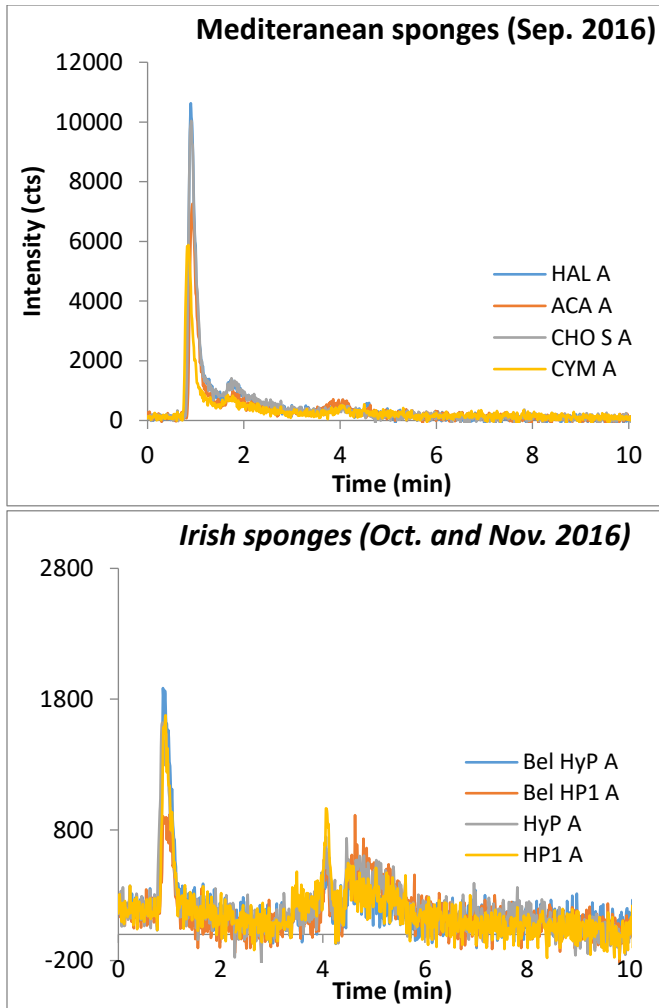 Mediteranean sponges (Sep. 2016)
12000
10000
8000
6000
4000
2000
0
Intensity (cts)
HAL A
ACA A
CHO S A
CYM A
0 2 4 6 8 10
Time (min)
Irish sponges (Oct. and Nov. 2016)
2800
1800
800
-200
Bel HyP A
Bel HP1 A
HyP A
HP1 A
0 2 4 6 8 10
Time (min)